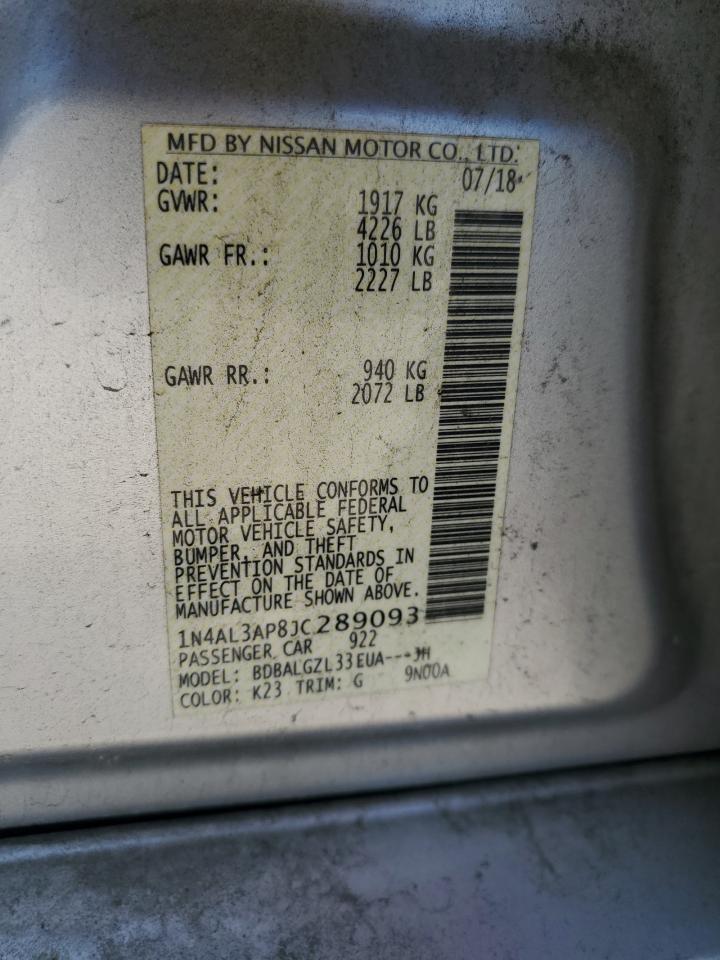 MFD BY NISSAN MOTOR CO., LTD.
DATE: 07/18
GVWR: 1917 KG
4226 LB
GAWR FR.: 1010 KG
2227 LB
GAWR RR.: 940 KG
2072 LB
THIS VEHICLE CONFORMS TO
ALL APPLICABLE FEDERAL
MOTOR VEHICLE SAFETY,
BUMPER, AND THEFT
PREVENTION STANDARDS IN
EFFECT ON THE DATE OF
MANUFACTURE SHOWN ABOVE.
1N4AL3AP8JC289093
PASSENGER CAR 922
MODEL: BDBALGZL33EUA----JH
COLOR: K23 TRIM: G 9N00A